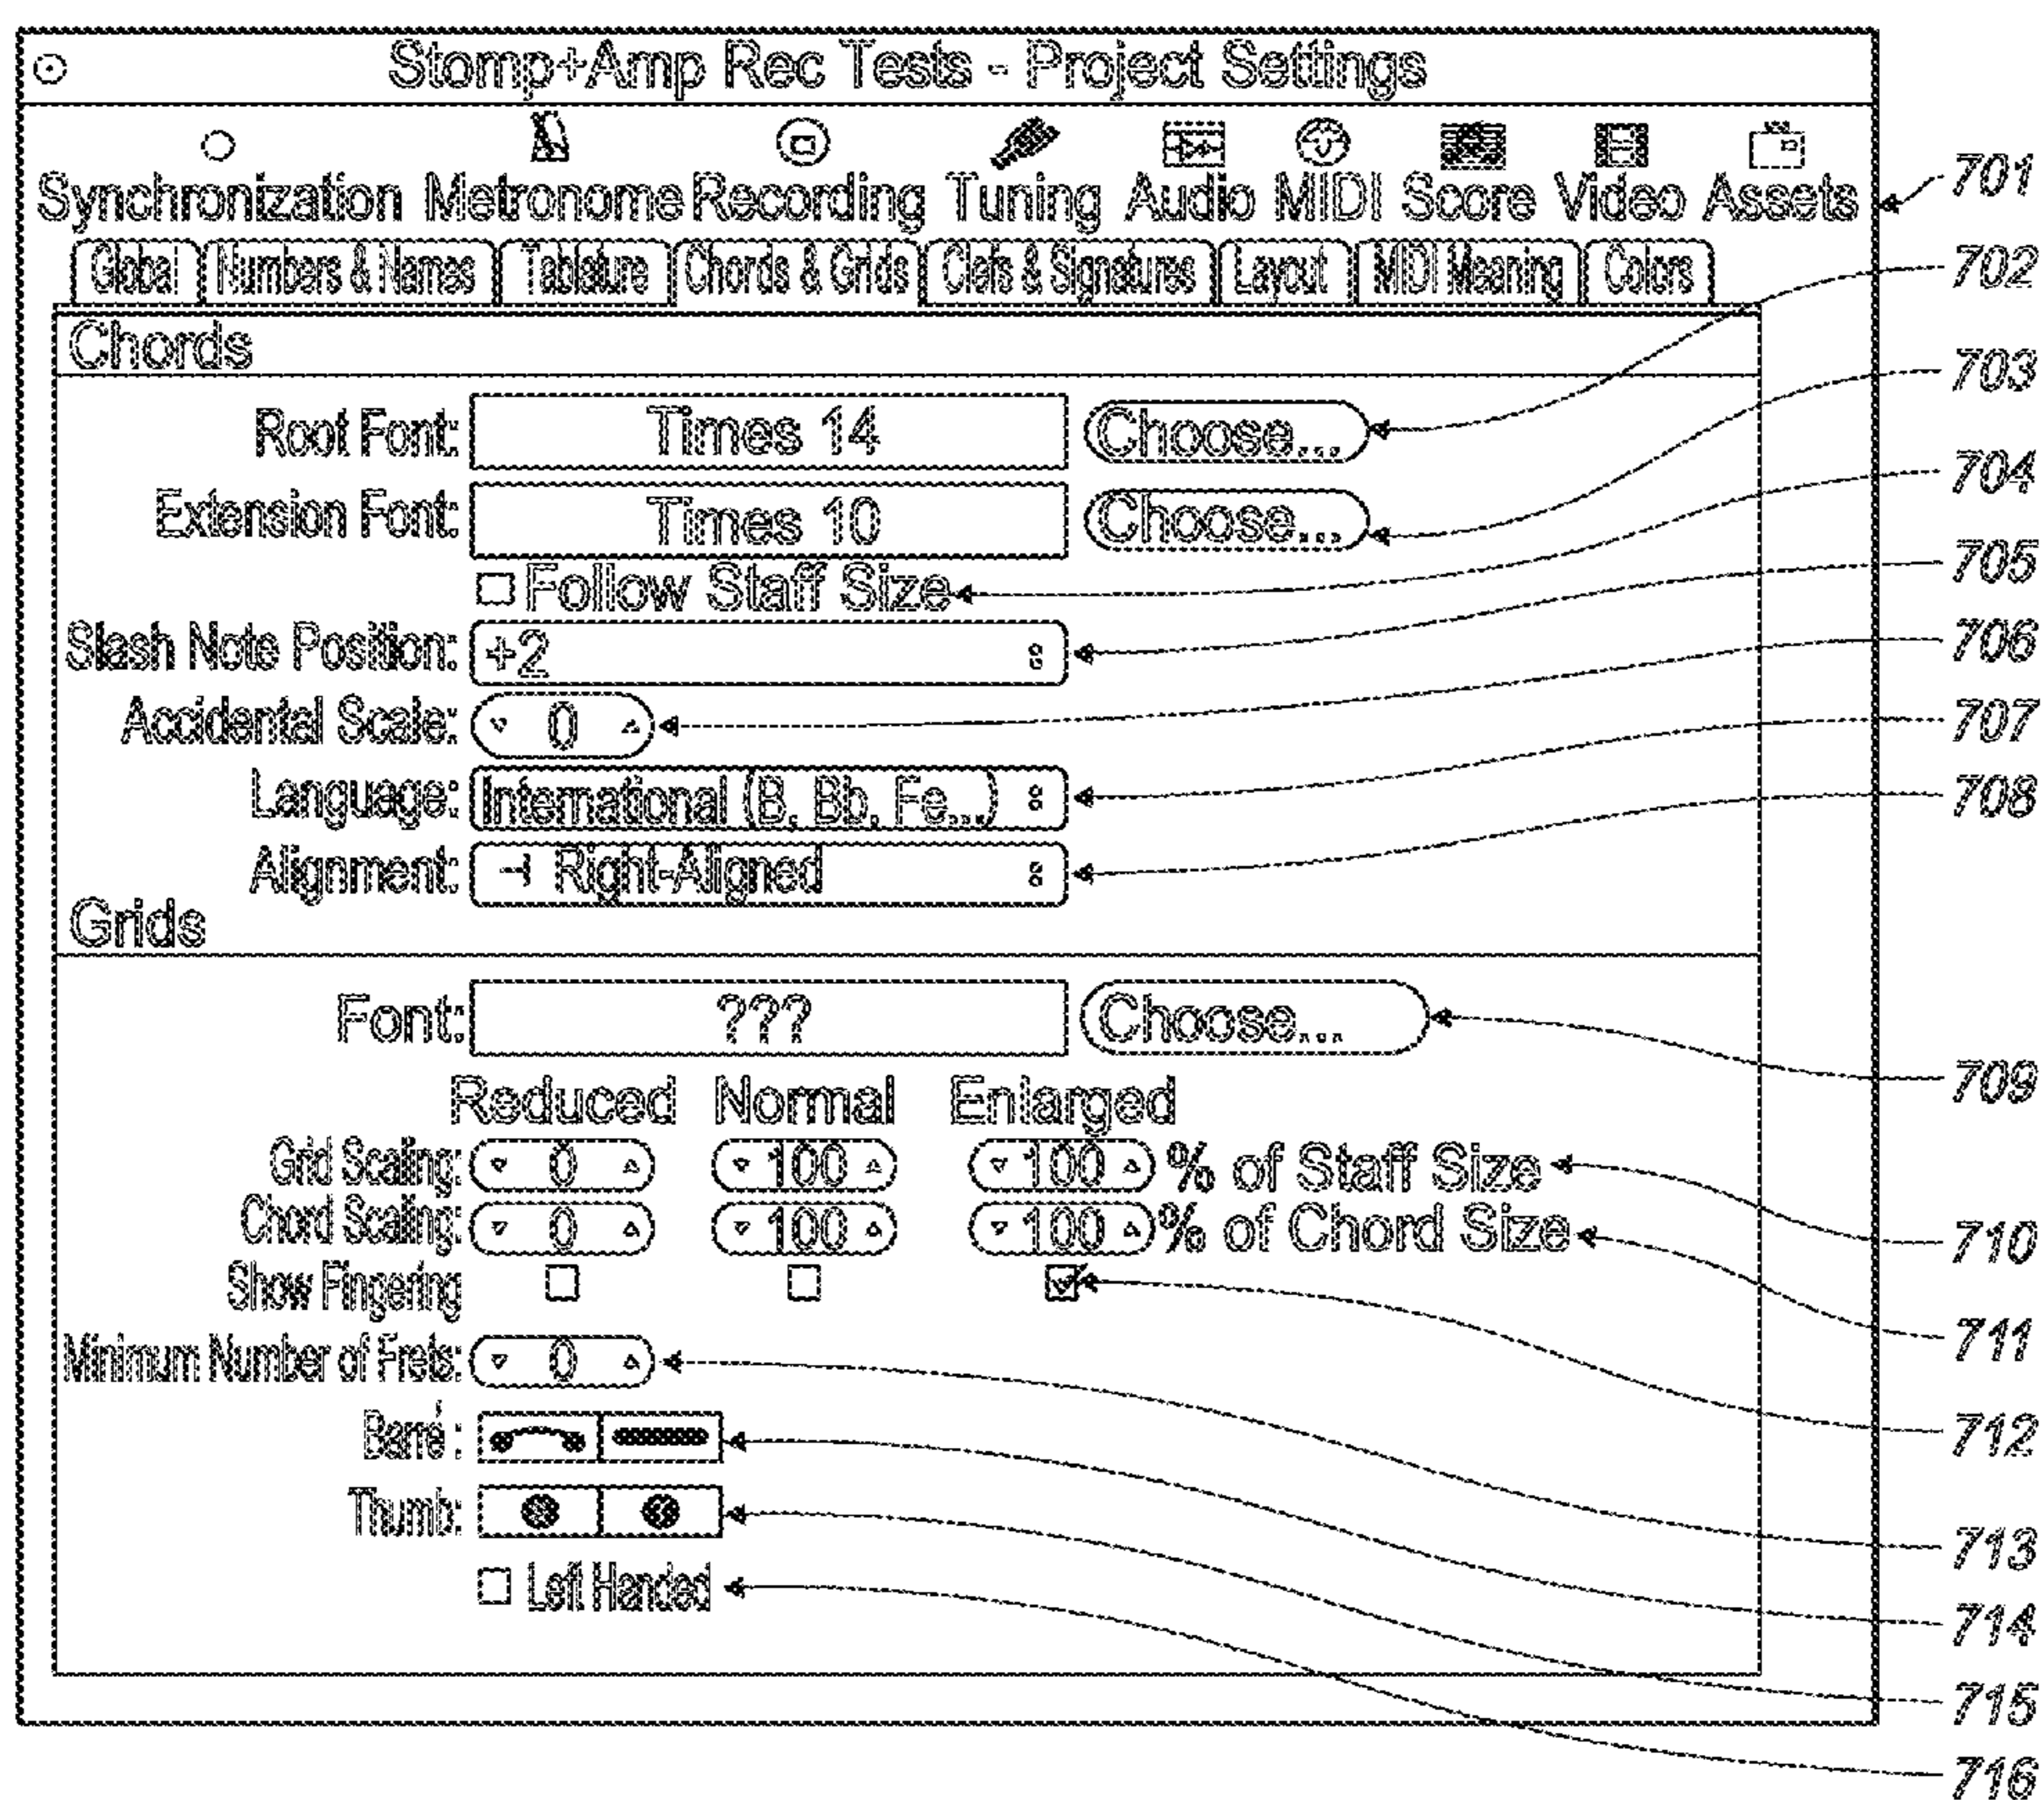 Stomp+Amp Rec Tests - Project Settings
Synchronization Metronome Recording Tuning Audio MIDI Score Video Assets
701
Global Numbers & Names Tablature Chords & Grids Clefs & Signatures Layout MIDI Meaning Colors
702
Chords
703
Root Font: Times 14 Choose...
704
Extension Font: Times 10 Choose...
705
Follow Staff Size
706
Slash Note Position: +2
707
Accidental Scale: 0
708
Language: International (B, Bb, Fe...)
Alignment: Right-Aligned
Grids
Font: ??? Choose...
709
Reduced Normal Enlarged
Grid Scaling: 0 100 100 % of Staff Size
710
Chord Scaling: 0 100 100 % of Chord Size
711
Show Fingering
Minimum Number of Frets: 0
712
Barré :
713
Thumb:
714
Left Handed
715
716